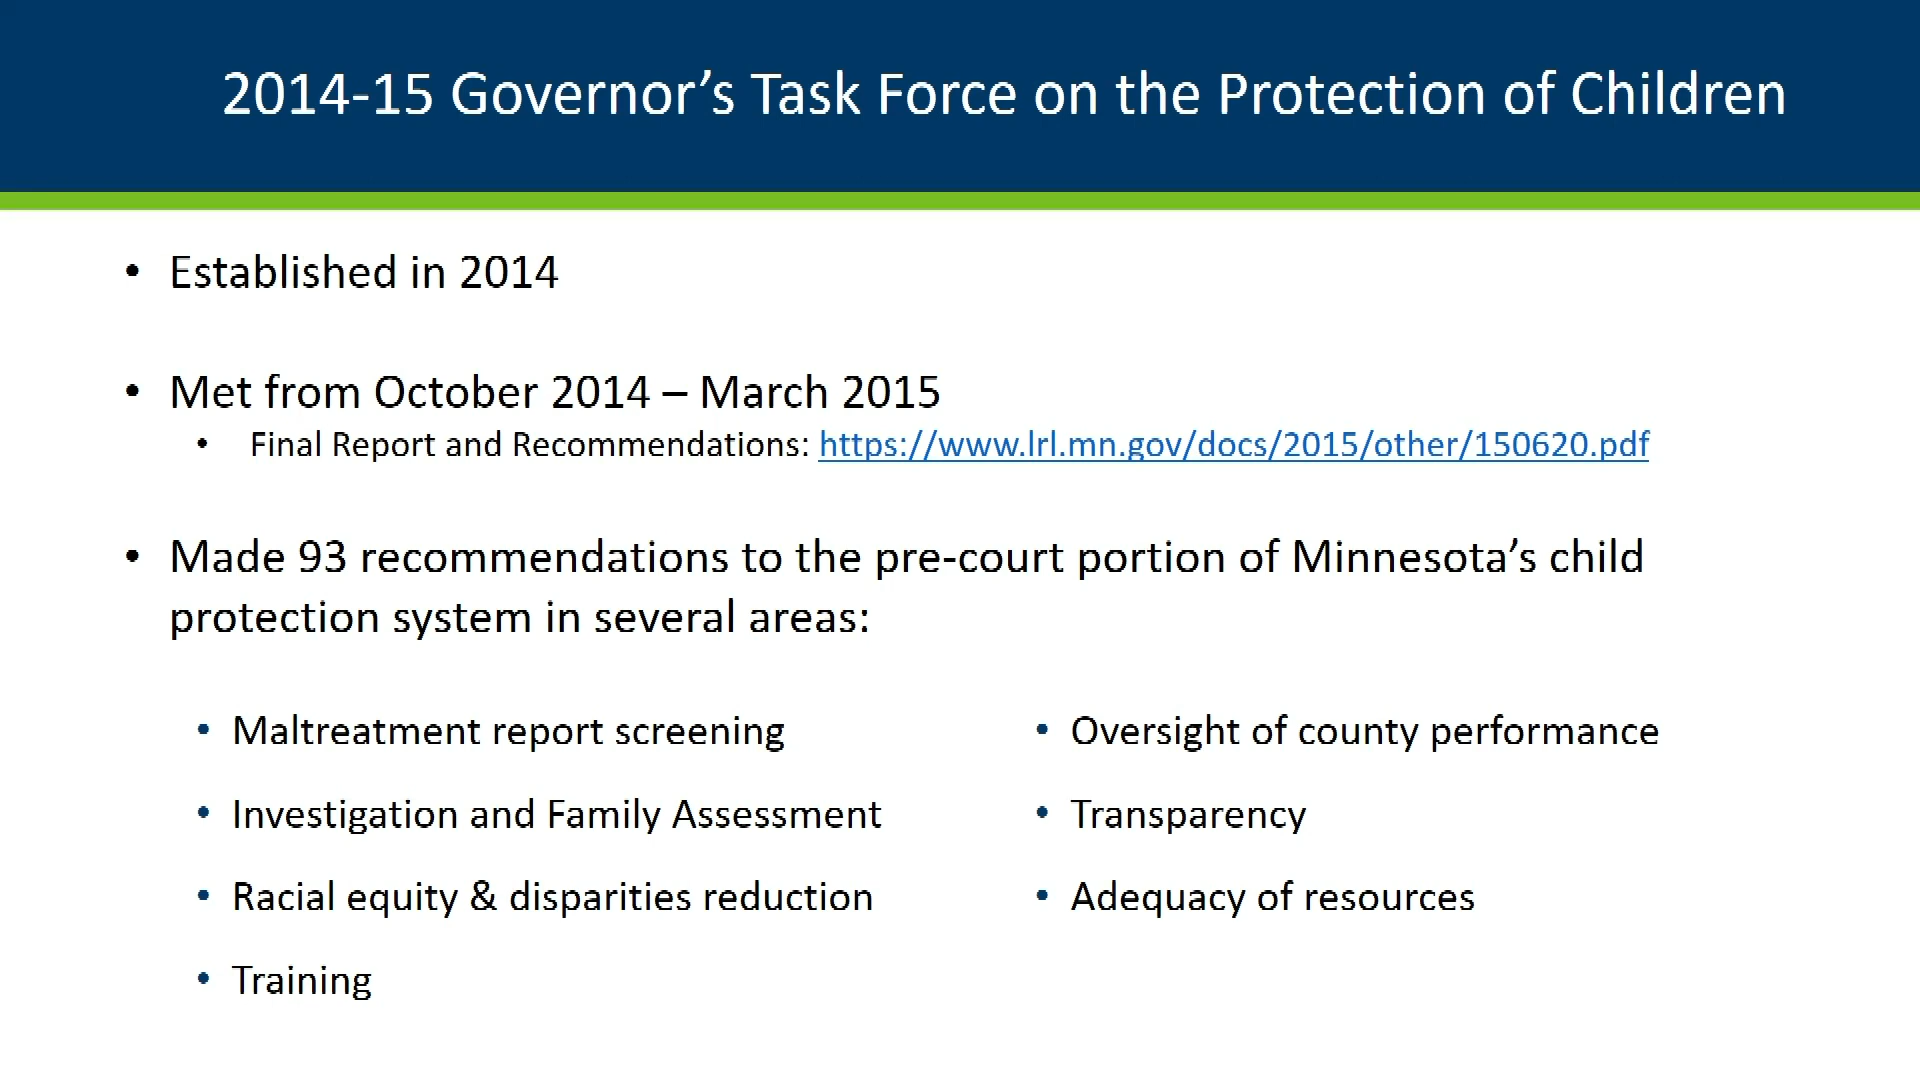 2014-15 Governor’s Task Force on the Protection of Children
• Established in 2014
• Met from October 2014 – March 2015
• Final Report and Recommendations: https://www.lrl.mn.gov/docs/2015/other/150620.pdf
• Made 93 recommendations to the pre-court portion of Minnesota’s child
protection system in several areas:
• Maltreatment report screening
• Investigation and Family Assessment
• Racial equity & disparities reduction
• Training
• Oversight of county performance
• Transparency
• Adequacy of resources